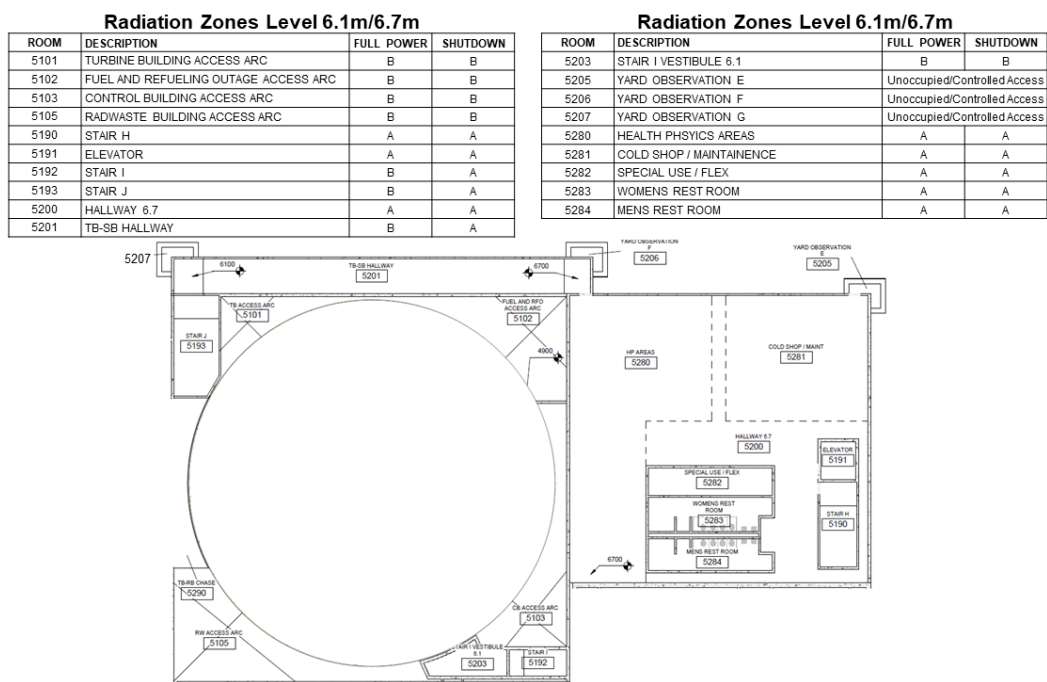 Radiation Zones Level 6.1m/6.7m
ROOM DESCRIPTION FULL POWER SHUTDOWN
5101 TURBINE BUILDING ACCESS ARC B B
5102 FUEL AND REFUELING OUTAGE ACCESS ARC B B
5103 CONTROL BUILDING ACCESS ARC B B
5105 RADWASTE BUILDING ACCESS ARC B B
5190 STAIR H A A
5191 ELEVATOR A A
5192 STAIR I B A
5193 STAIR J B A
5200 HALLWAY 6.7 A A
5201 TB-SB HALLWAY B A
Radiation Zones Level 6.1m/6.7m
ROOM DESCRIPTION FULL POWER SHUTDOWN
5203 STAIR I VESTIBULE 6.1 B B
5205 YARD OBSERVATION E Unoccupied/Controlled Access
5206 YARD OBSERVATION F Unoccupied/Controlled Access
5207 YARD OBSERVATION G Unoccupied/Controlled Access
5280 HEALTH PHSYICS AREAS A A
5281 COLD SHOP / MAINTAINENCE A A
5282 SPECIAL USE / FLEX A A
5283 WOMENS REST ROOM A A
5284 MENS REST ROOM A A
5207
6100
TB-SB HALLWAY
5201
6700
YARD OBSERVATION
F
5206
YARD OBSERVATION
E
5205
TB ACCESS ARC
5101
FUEL AND RFO
ACCESS ARC
5102
STAIR J
5193
4900
HP AREAS
5280
COLD SHOP / MAINT
5281
HALLWAY 6.7
5200
ELEVATOR
5191
SPECIAL USE / FLEX
5282
WOMENS REST
ROOM
5283
STAIR H
5190
MENS REST ROOM
5284
6700
TB-RB CHASE
5290
RW ACCESS ARC
5105
CB ACCESS ARC
5103
STAIR I VESTIBULE
6.1
5203
STAIR I
5192